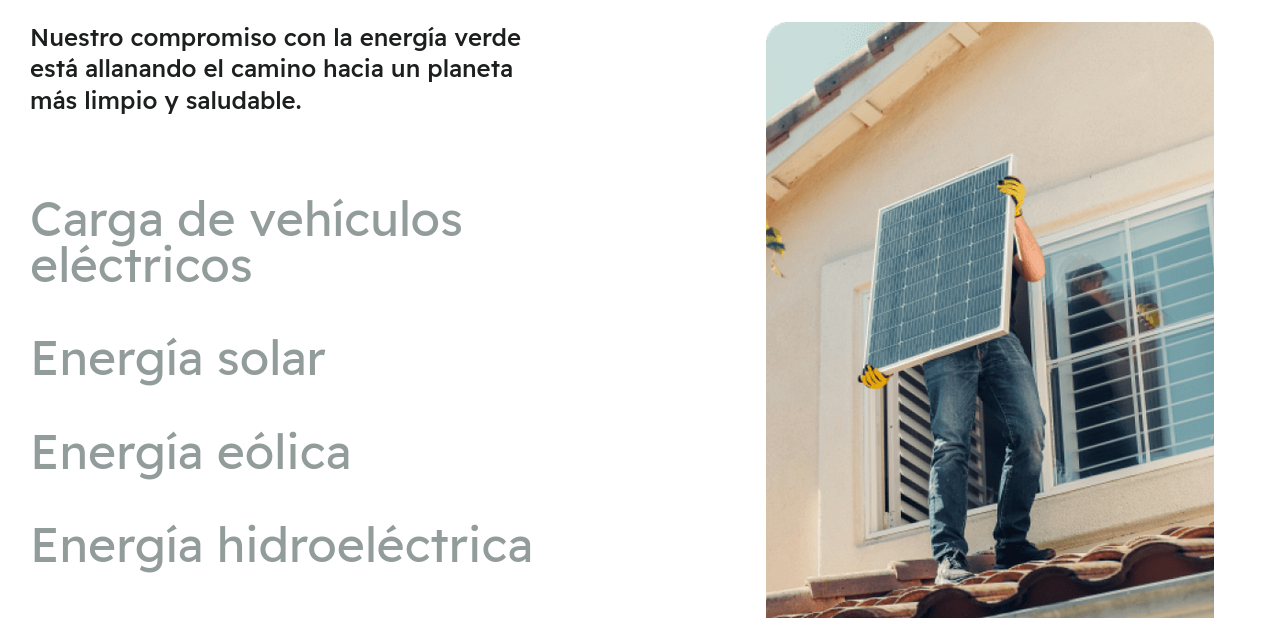 Nuestro compromiso con la energía verde
está allanando el camino hacia un planeta
más limpio y saludable.
Carga de vehículos
eléctricos
Energía solar
Energía eólica
Energía hidroeléctrica